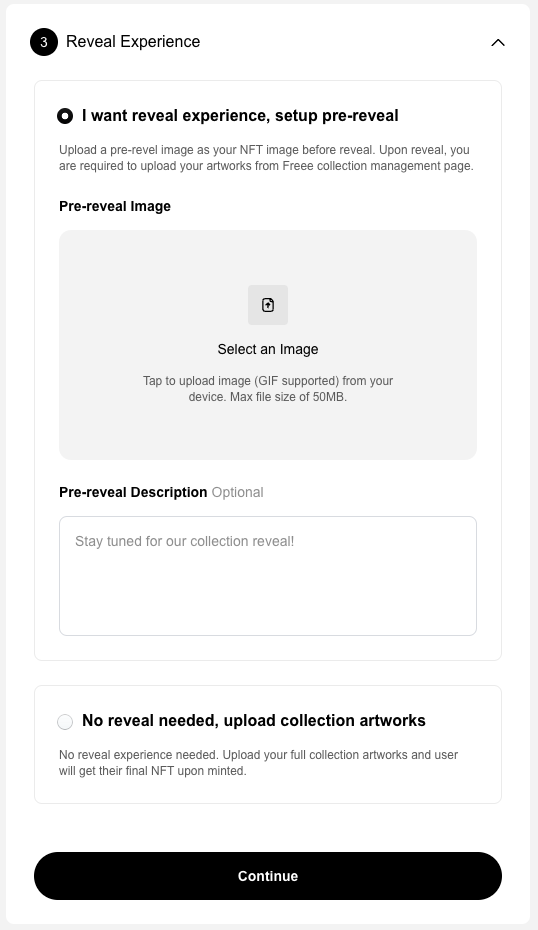 3 Reveal Experience
I want reveal experience, setup pre-reveal
Upload a pre-revel image as your NFT image before reveal. Upon reveal, you
are required to upload your artworks from Freee collection management page.
Pre-reveal Image
Select an Image
Tap to upload image (GIF supported) from your
device. Max file size of 50MB.
Pre-reveal Description Optional
Stay tuned for our collection reveal!
No reveal needed, upload collection artworks
No reveal experience needed. Upload your full collection artworks and user
will get their final NFT upon minted.
Continue